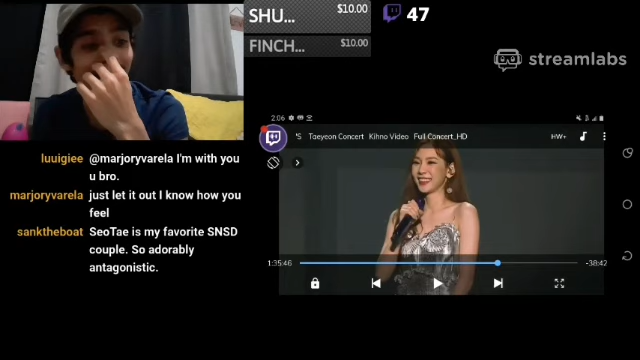 SHU... $10.00
FINCH... $10.00
47
streamlabs
2:06
'S Taeyeon Concert Kihno Video Full Concert_HD HW+
luuigiee @marjoryvarela I'm with you
u bro.
marjoryvarela just let it out I know how you
feel
sanktheboat SeoTae is my favorite SNSD
couple. So adorably
antagonistic.
1:35:46 -38:42